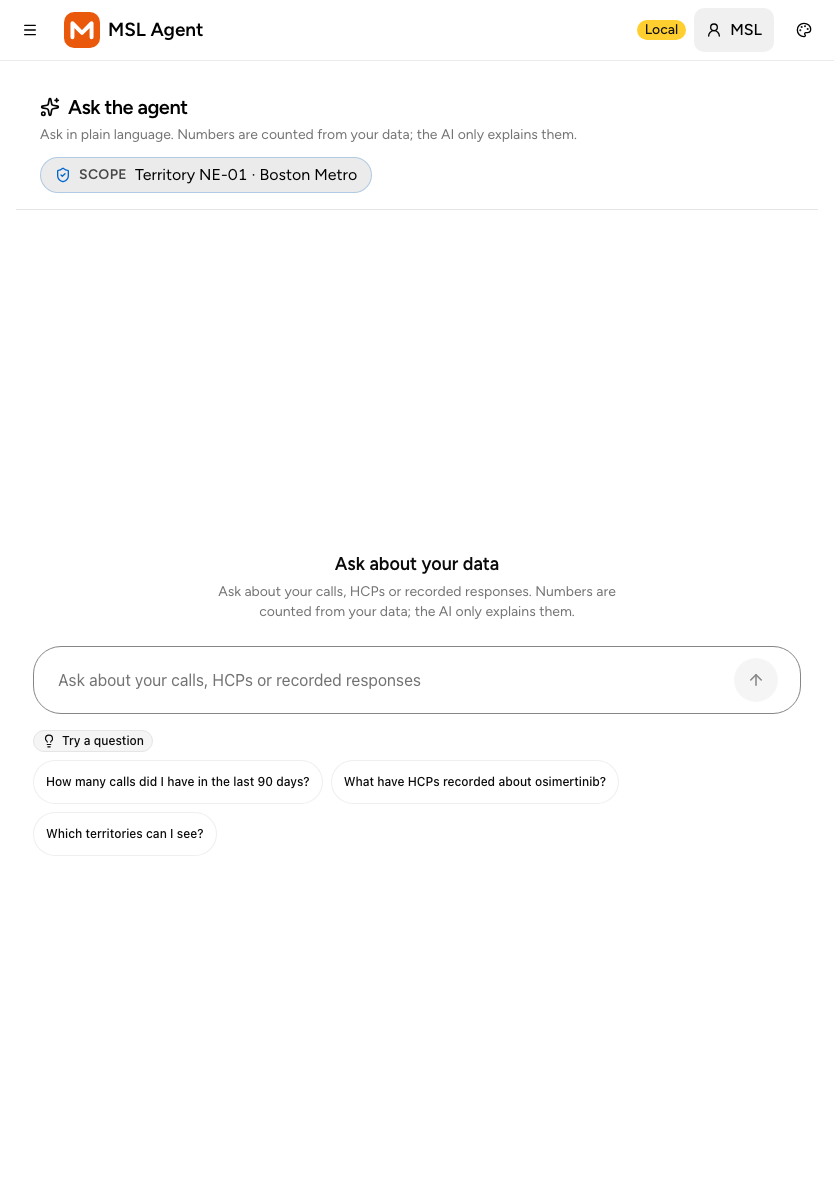 MSL Agent
Local
MSL
Ask the agent
Ask in plain language. Numbers are counted from your data; the AI only explains them.
SCOPE Territory NE-01 · Boston Metro
Ask about your data
Ask about your calls, HCPs or recorded responses. Numbers are
counted from your data; the AI only explains them.
Ask about your calls, HCPs or recorded responses
Try a question
How many calls did I have in the last 90 days?
What have HCPs recorded about osimertinib?
Which territories can I see?